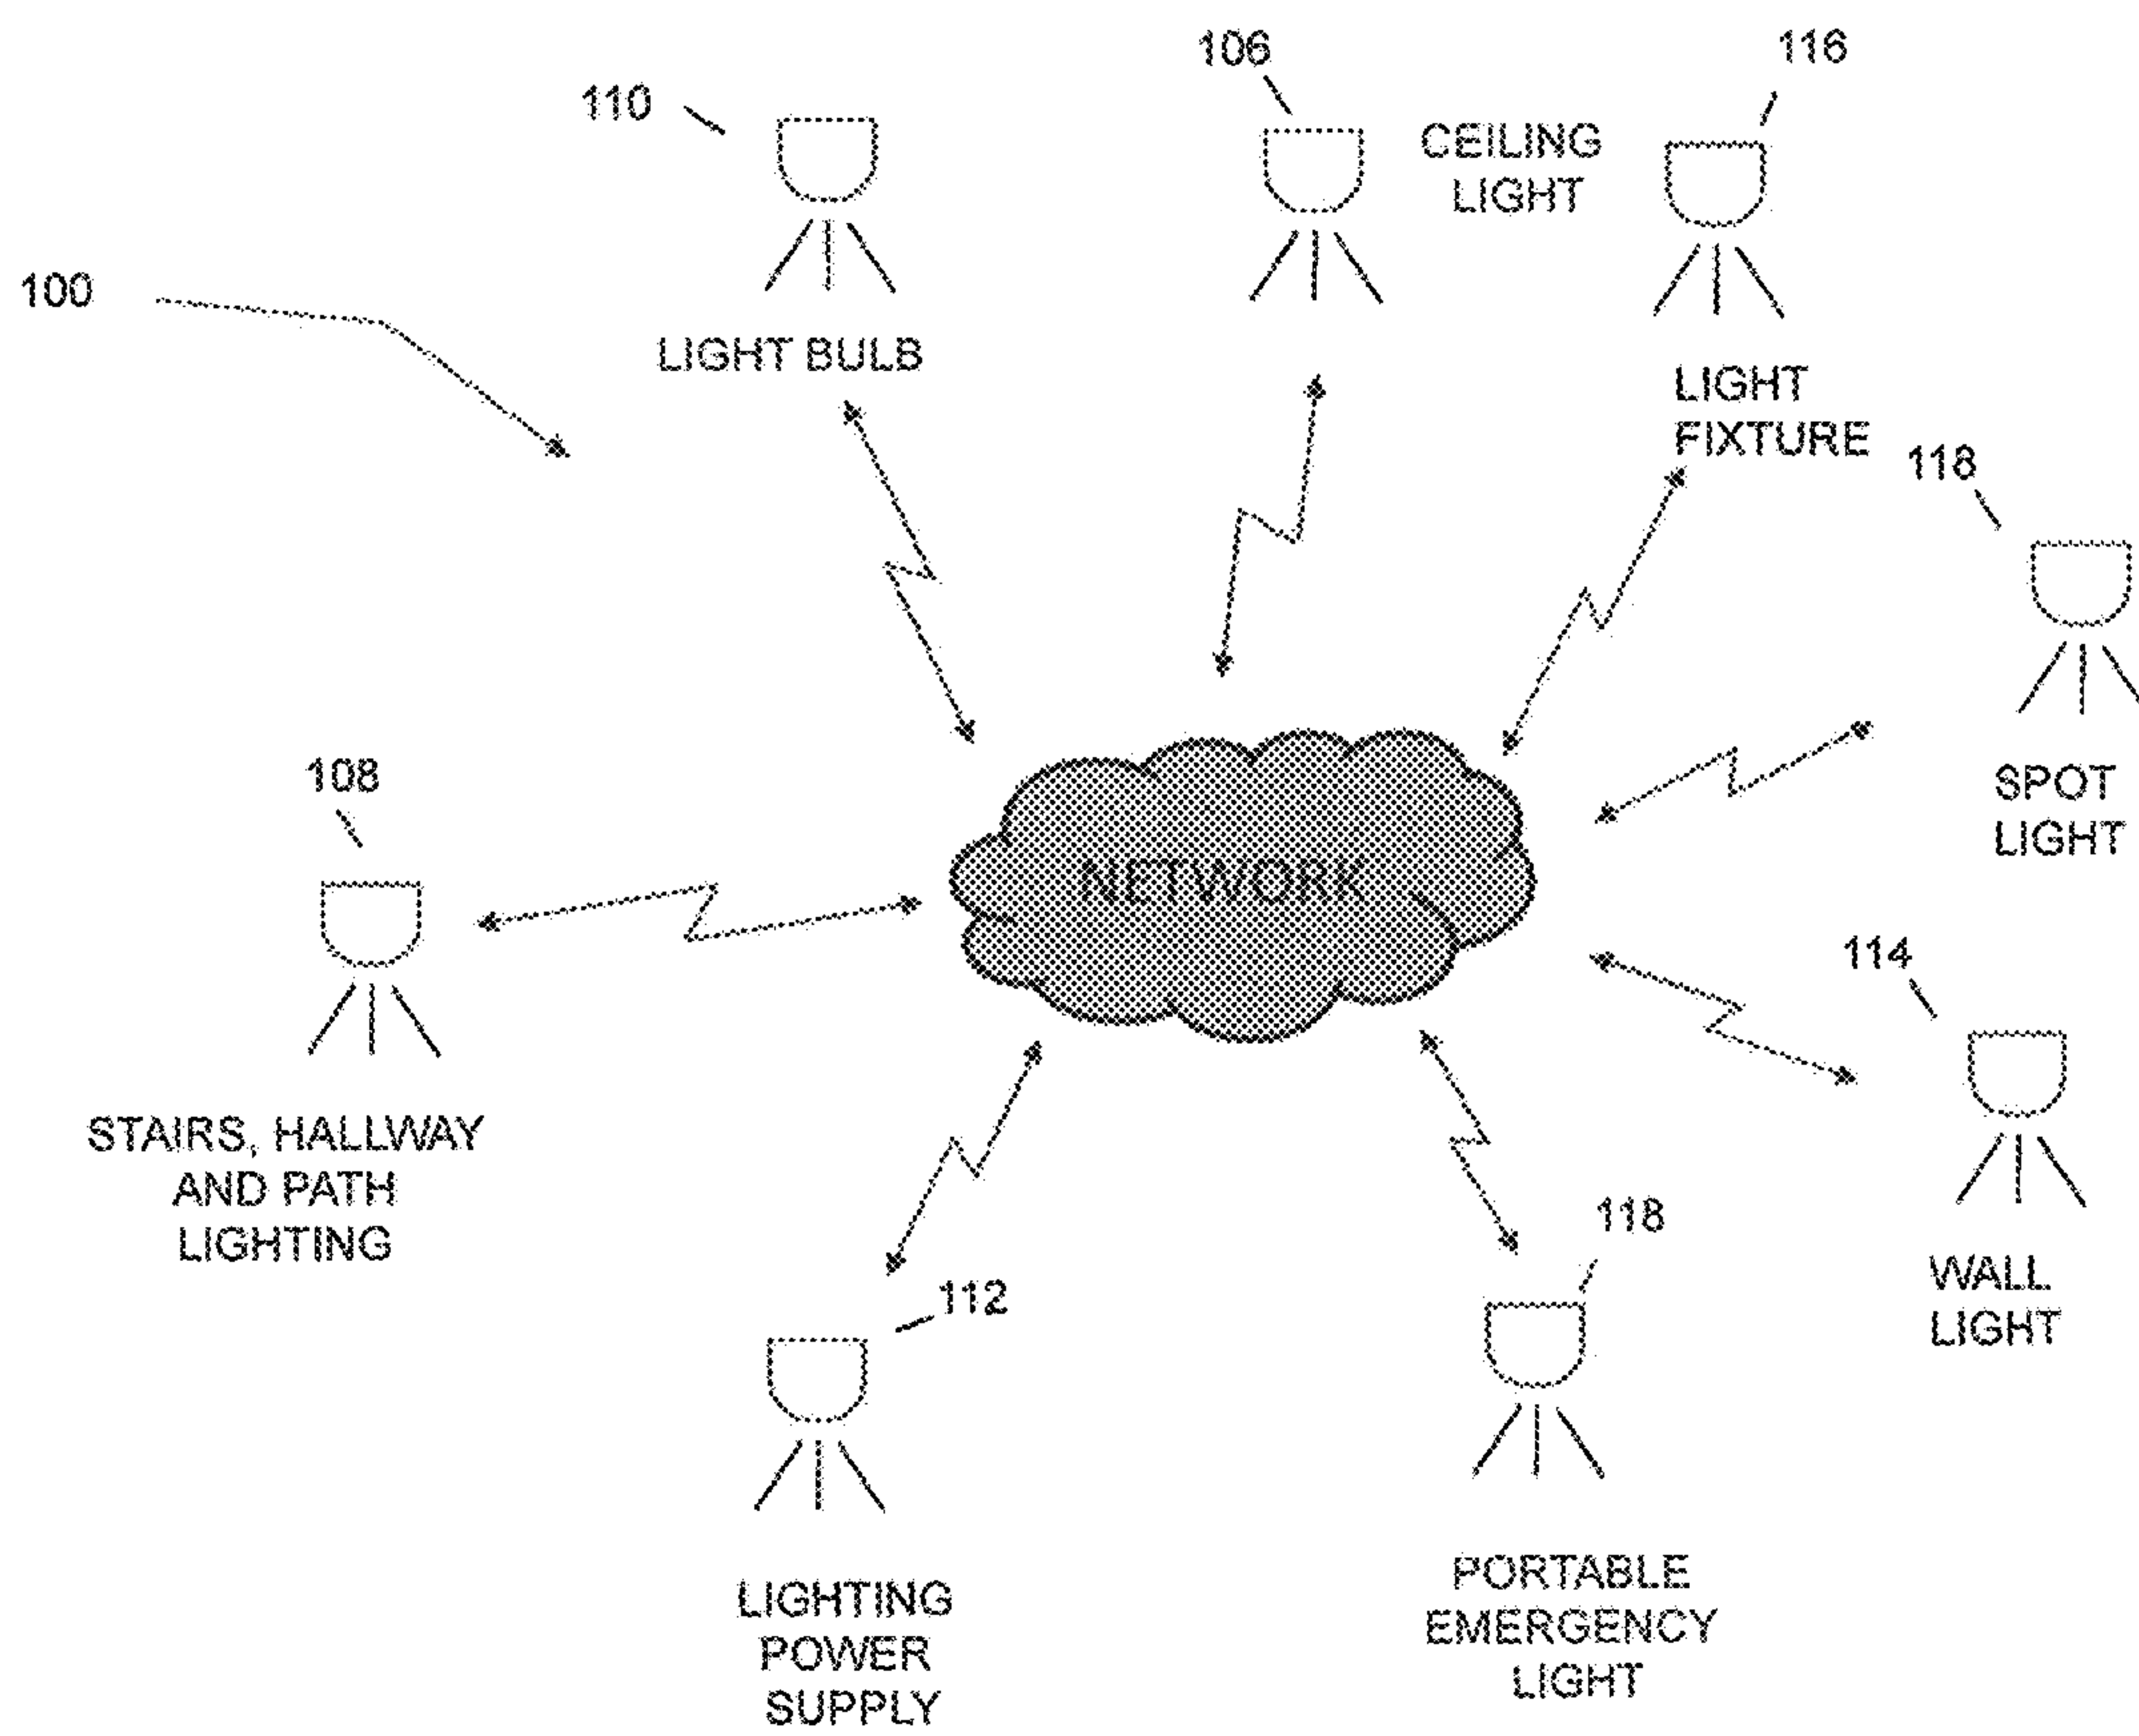 106
116
110
CEILING
LIGHT
100
LIGHT BULB
LIGHT
FIXTURE
118
108
SPOT
LIGHT
NETWORK
114
STAIRS, HALLWAY
AND PATH
LIGHTING
118
112
WALL
LIGHT
PORTABLE
EMERGENCY
LIGHT
LIGHTING
POWER
SUPPLY